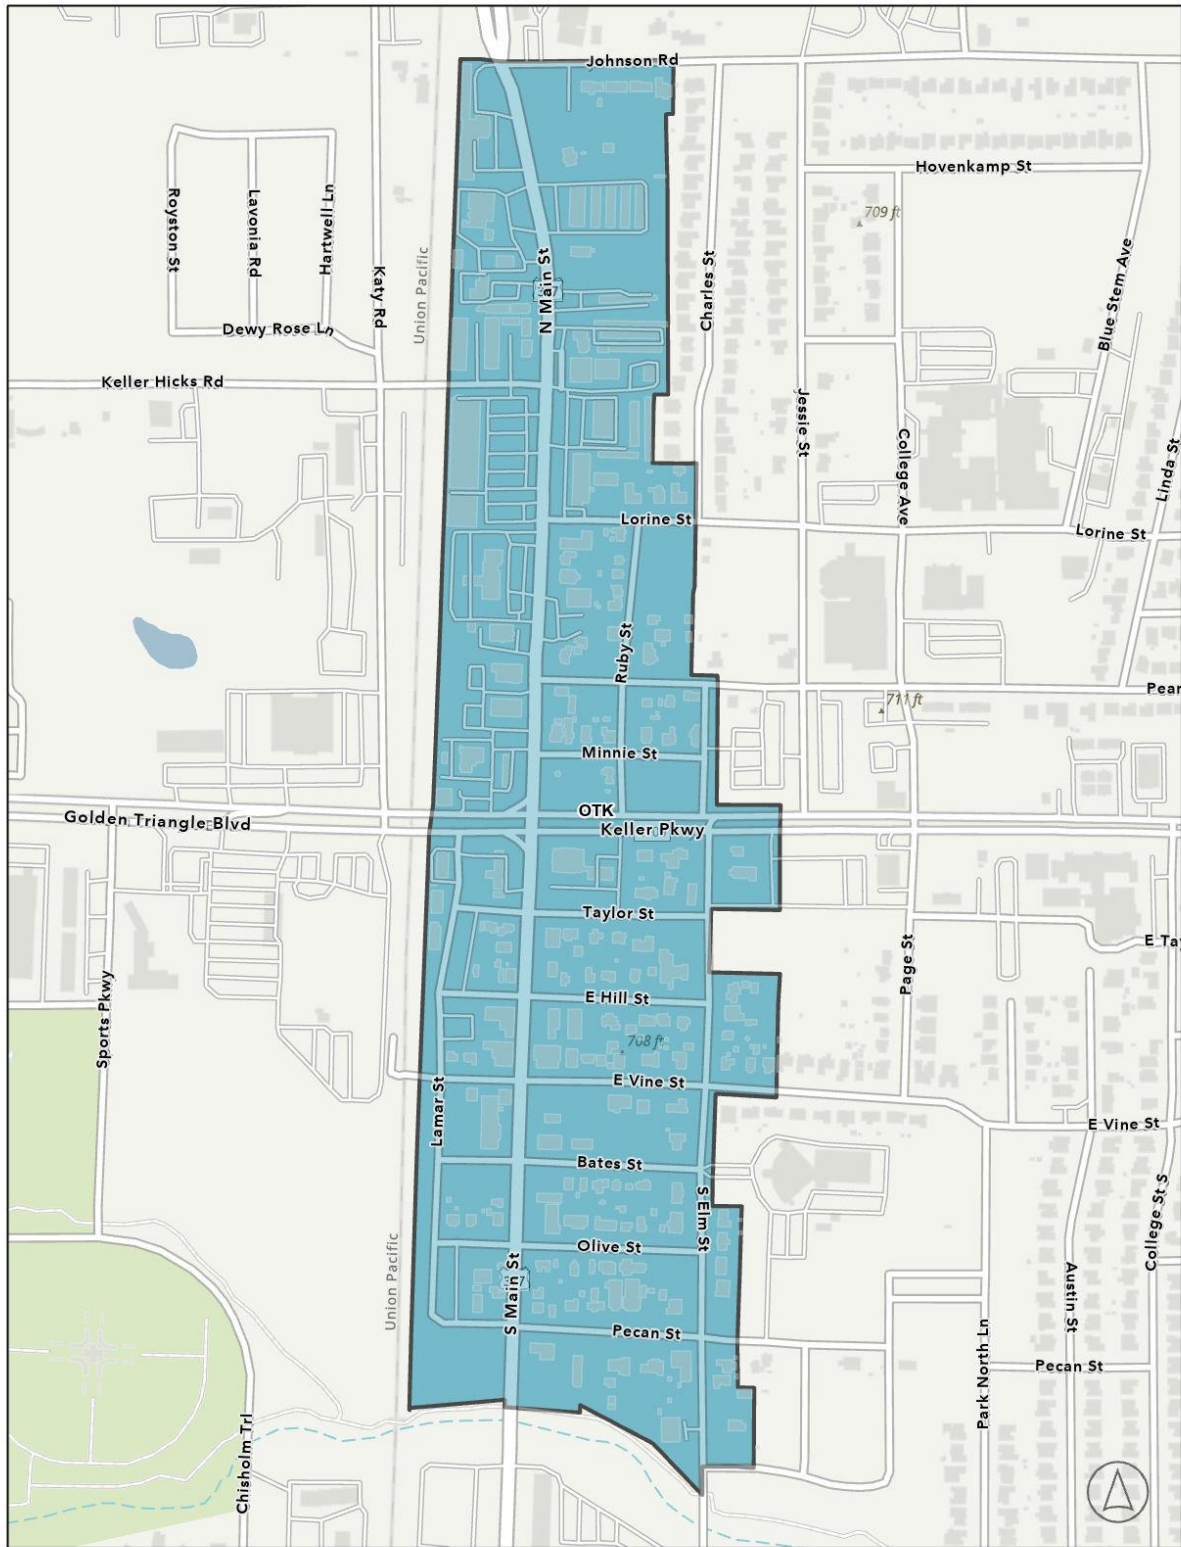 Johnson Rd
Hovenkamp St
709 ft
Royston St
Lavonia Rd
Hartwell Ln
Katy Rd
Union Pacific
N Main St
Charles St
Blue Stem Ave
Dewy Rose Ln
Keller Hicks Rd
Jessie St
College Ave
Linda St
Lorine St
Lorine St
Ruby St
Pear
711 ft
Minnie St
OTK
Golden Triangle Blvd
Keller Pkwy
Taylor St
E Tay
Page St
Sports Pkwy
E Hill St
708 ft
E Vine St
Lamar St
E Vine St
Bates St
S Elm St
College St S
Union Pacific
Olive St
S Main St
Austin St
Pecan St
Park North Ln
Pecan St
Chisholm Trl